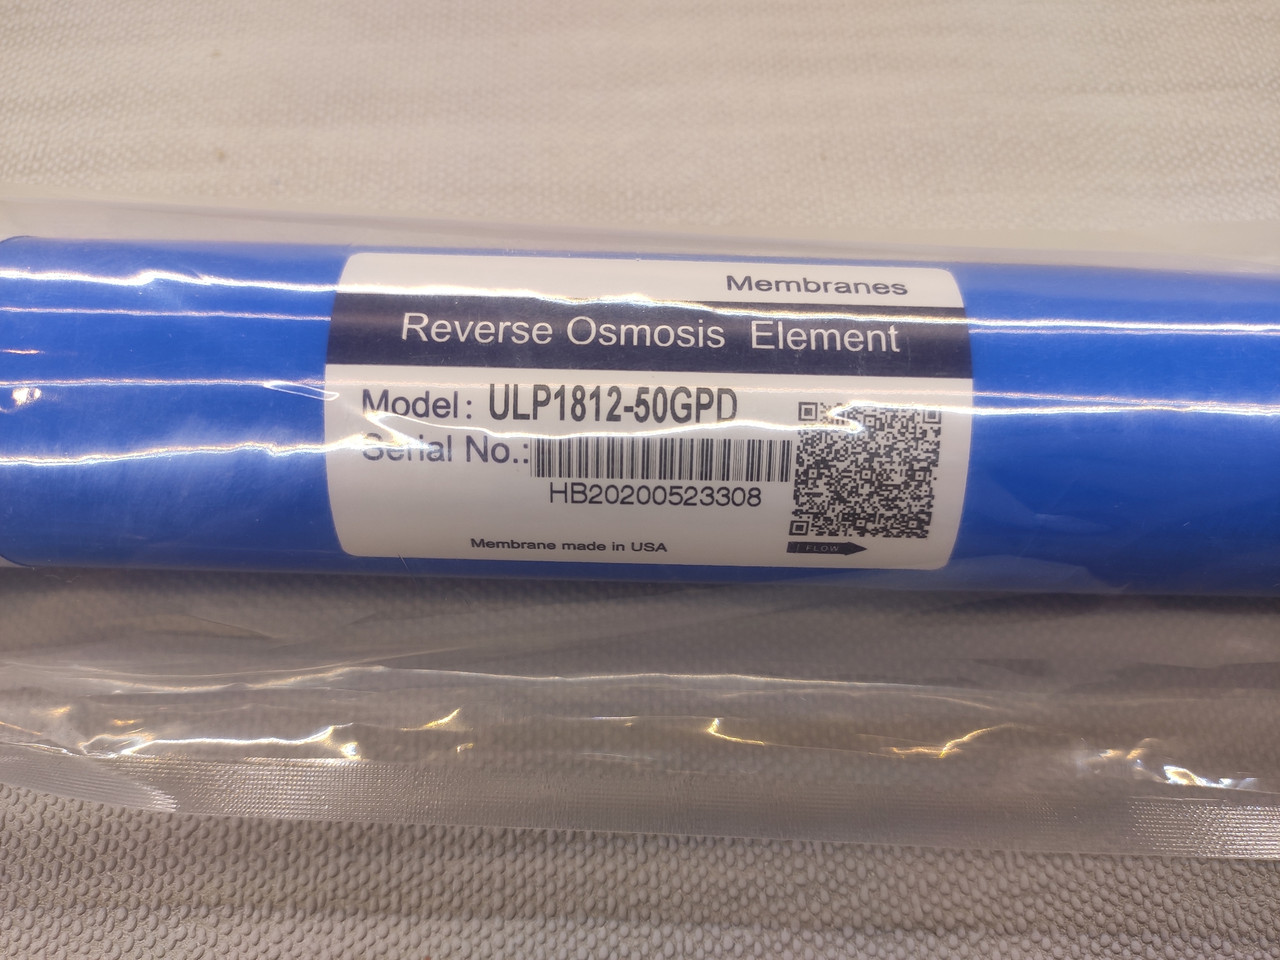 Membranes
Reverse Osmosis Element
Model: ULP1812-50GPD
Serial No.:
HB20200523308
Membrane made in USA
FLOW